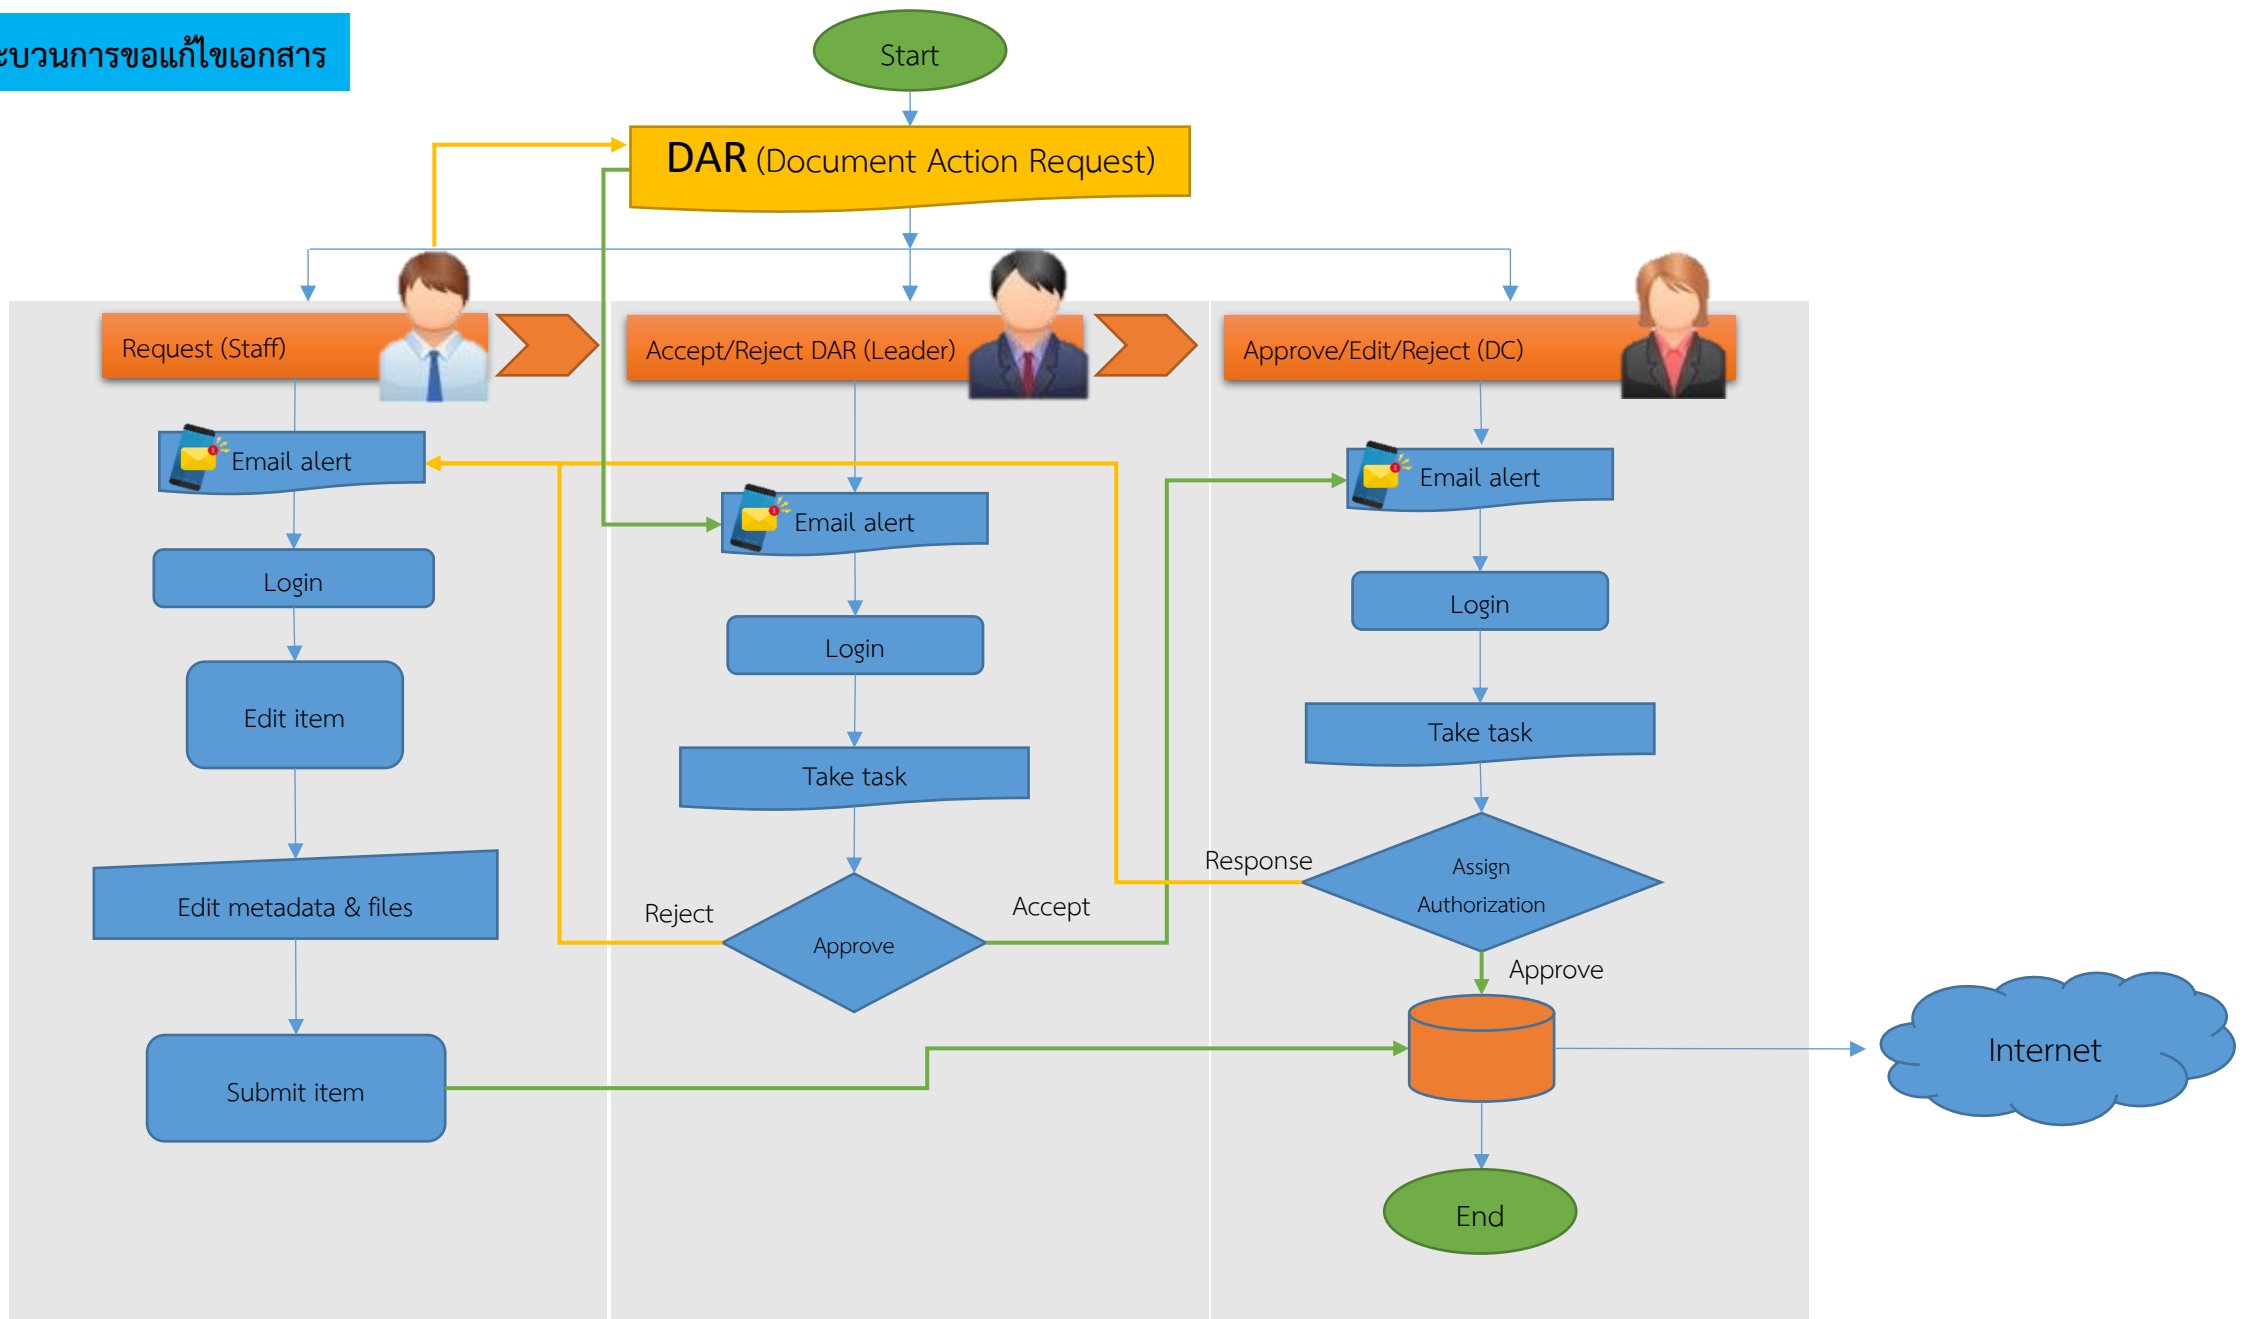 ะบวนการขอแก้ไขเอกสาร
Start
DAR (Document Action Request)
Request (Staff)
Accept/Reject DAR (Leader)
Approve/Edit/Reject (DC)
Email alert
Email alert
Email alert
Login
Login
Login
Edit item
Take task
Take task
Edit metadata & files
Reject
Approve
Accept
Response
Assign
Authorization
Approve
Submit item
Internet
End